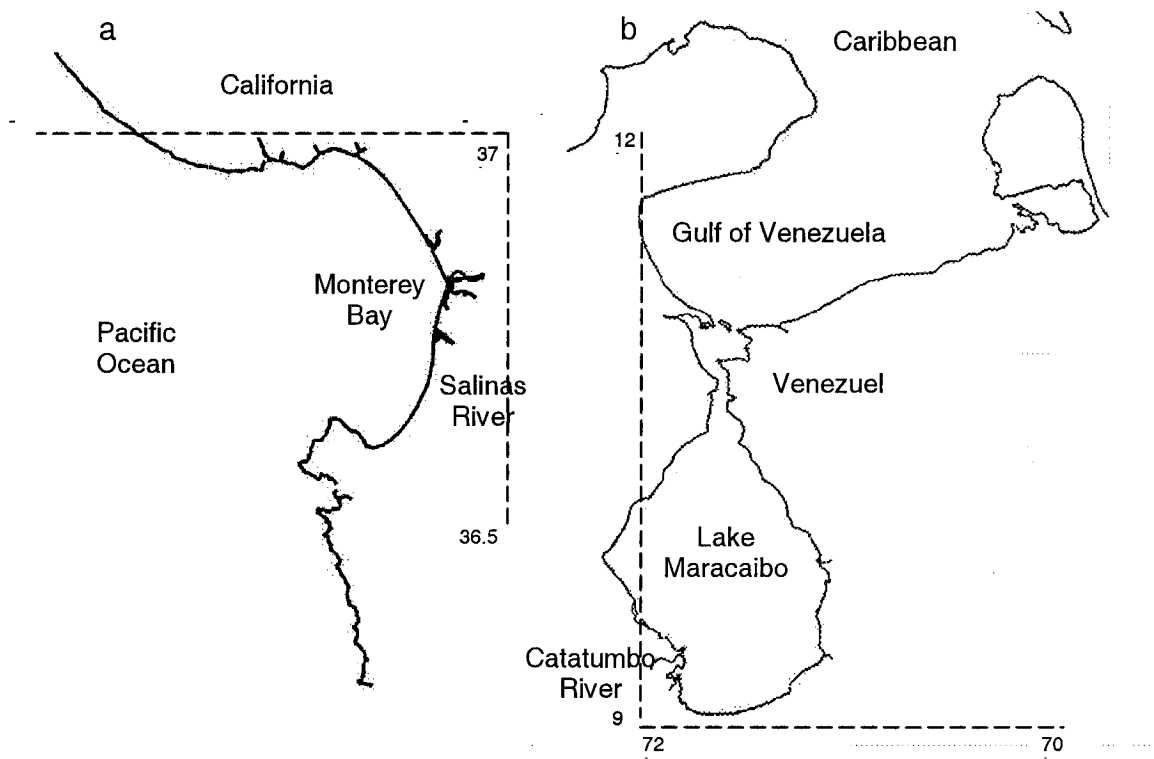 a
California
37
Monterey
Bay
Pacific
Ocean
Salinas
River
36.5
b
Caribbean
12
Gulf of Venezuela
Venezuel
Lake
Maracaibo
Catatumbo
River
9
72
70